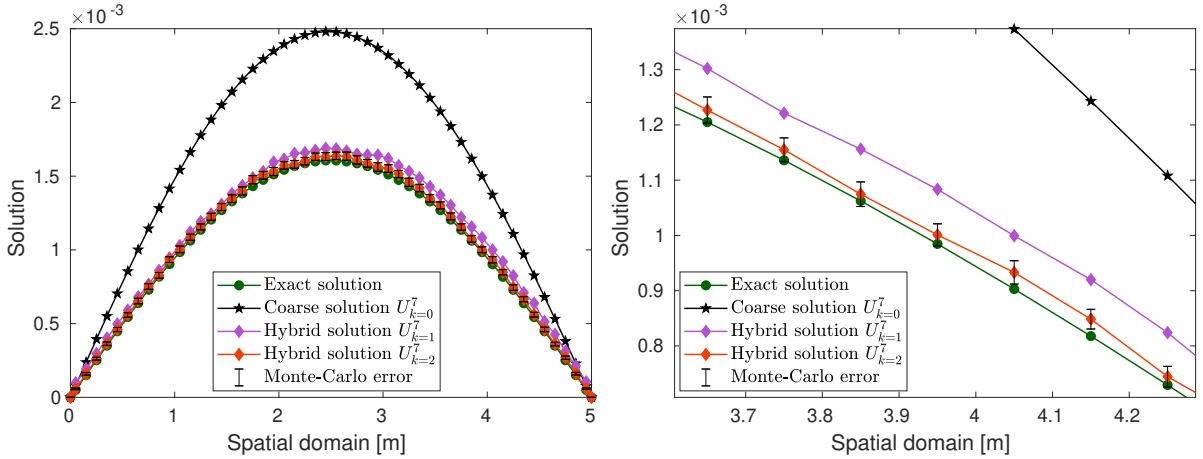 ×10⁻³
2.5
2
1.5
1
0.5
0
0 1 2 3 4 5
Solution
Spatial domain [m]
Exact solution
Coarse solution U⁷ₖ₌₀
Hybrid solution U⁷ₖ₌₁
Hybrid solution U⁷ₖ₌₂
Monte-Carlo error
×10⁻³
1.3
1.2
1.1
1
0.9
0.8
3.7 3.8 3.9 4 4.1 4.2
Solution
Spatial domain [m]
Exact solution
Coarse solution U⁷ₖ₌₀
Hybrid solution U⁷ₖ₌₁
Hybrid solution U⁷ₖ₌₂
Monte-Carlo error